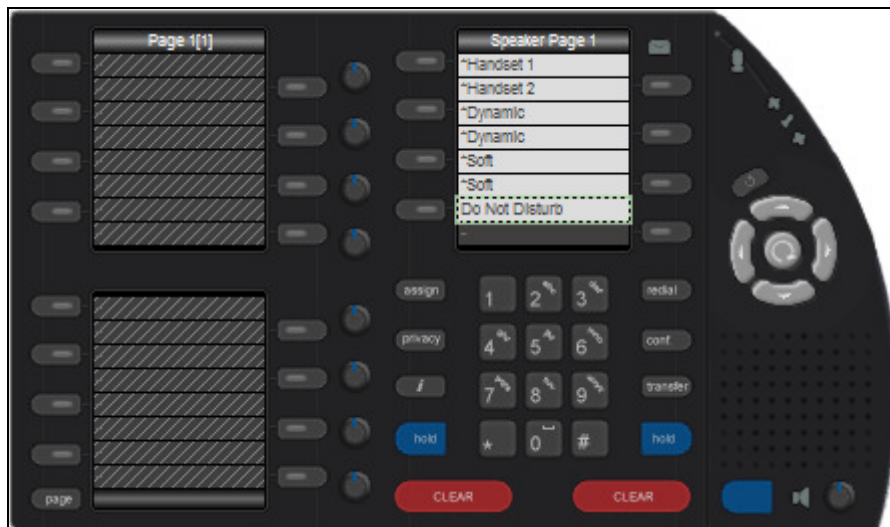 Page 1[1]
Speaker Page 1
*Handset 1
*Handset 2
*Dynamic
*Dynamic
*Soft
*Soft
Do Not Disturb
-
assign
1
2
3
redial
privacy
4
5
6
conf
i
7
8
9
transfer
hold
*
0
#
hold
page
CLEAR
CLEAR